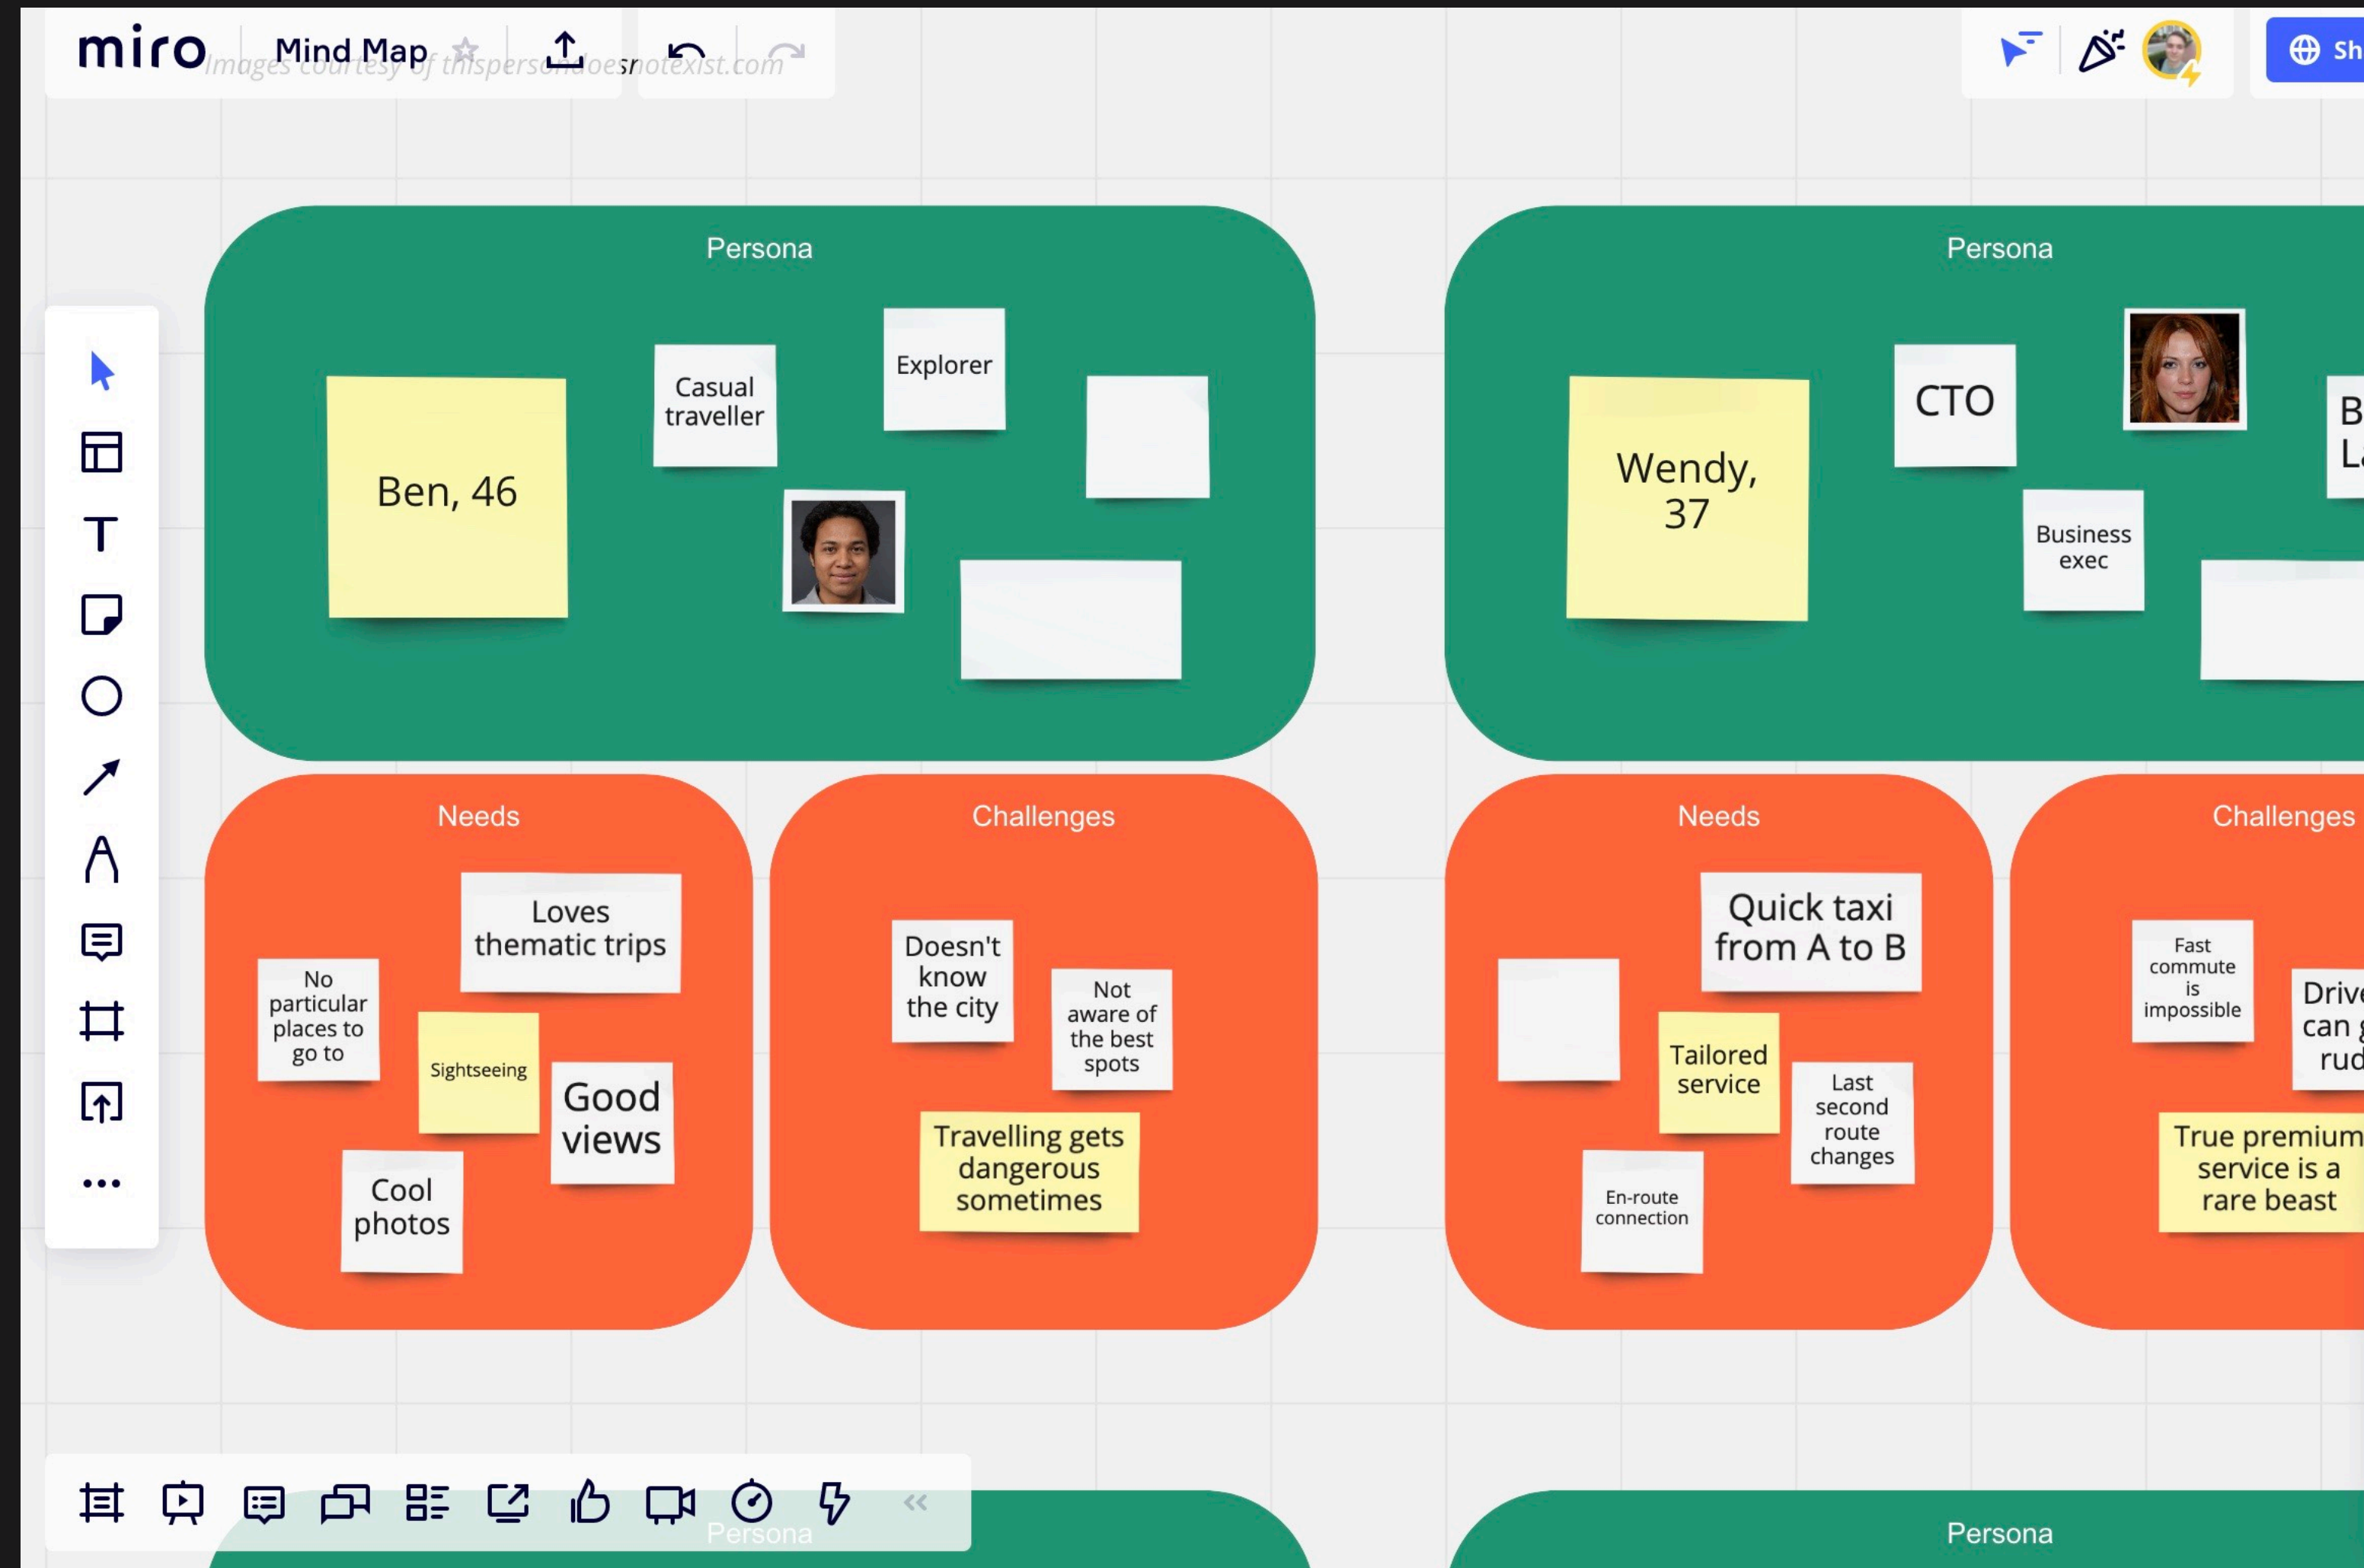 miro
Mind Map
Images courtesy of thispersondoesnotexist.com
Sh
Persona
Ben, 46
Casual
traveller
Explorer
Persona
Wendy,
37
CTO
Business
exec
B
L
Needs
Loves
thematic trips
No
particular
places to
go to
Sightseeing
Good
views
Cool
photos
Challenges
Doesn't
know
the city
Not
aware of
the best
spots
Travelling gets
dangerous
sometimes
Needs
Quick taxi
from A to B
Tailored
service
Last
second
route
changes
En-route
connection
Challenges
Fast
commute
is
impossible
Drive
can g
rud
True premium
service is a
rare beast
Persona
Persona